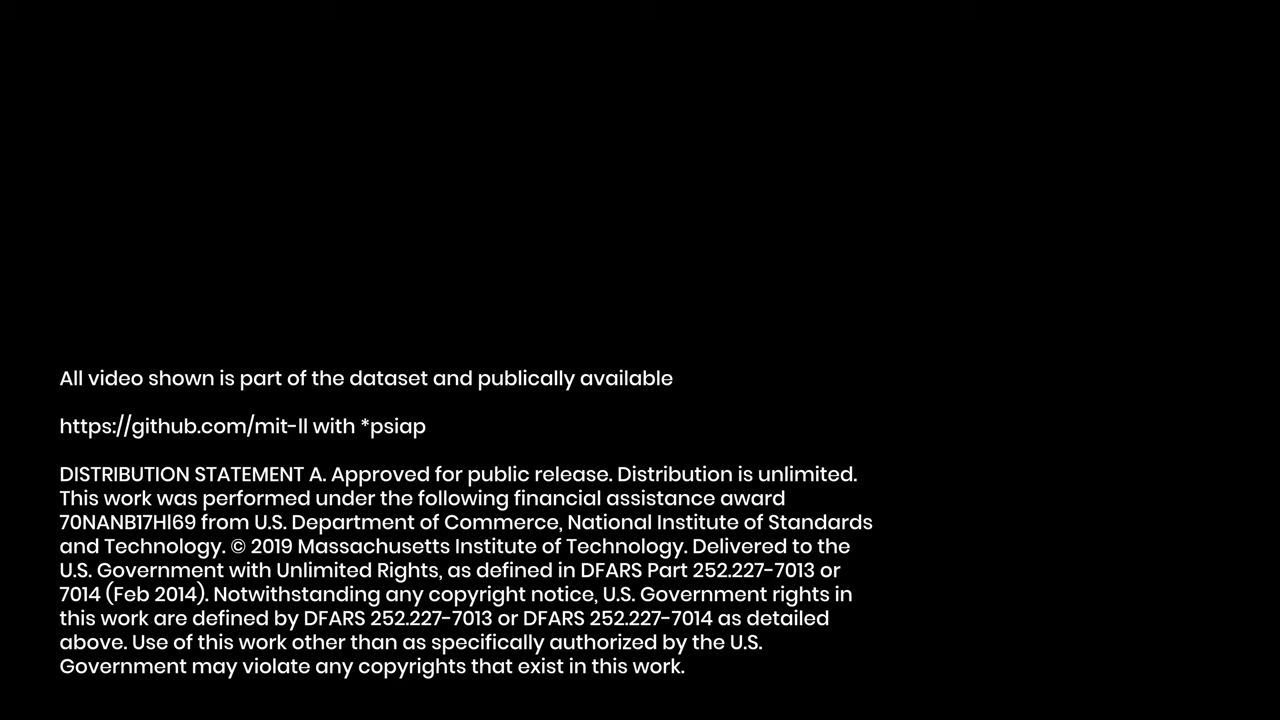 All video shown is part of the dataset and publically available
https://github.com/mit-ll with *psiap
DISTRIBUTION STATEMENT A. Approved for public release. Distribution is unlimited.
This work was performed under the following financial assistance award
70NANB17Hl69 from U.S. Department of Commerce, National Institute of Standards
and Technology. © 2019 Massachusetts Institute of Technology. Delivered to the
U.S. Government with Unlimited Rights, as defined in DFARS Part 252.227-7013 or
7014 (Feb 2014). Notwithstanding any copyright notice, U.S. Government rights in
this work are defined by DFARS 252.227-7013 or DFARS 252.227-7014 as detailed
above. Use of this work other than as specifically authorized by the U.S.
Government may violate any copyrights that exist in this work.